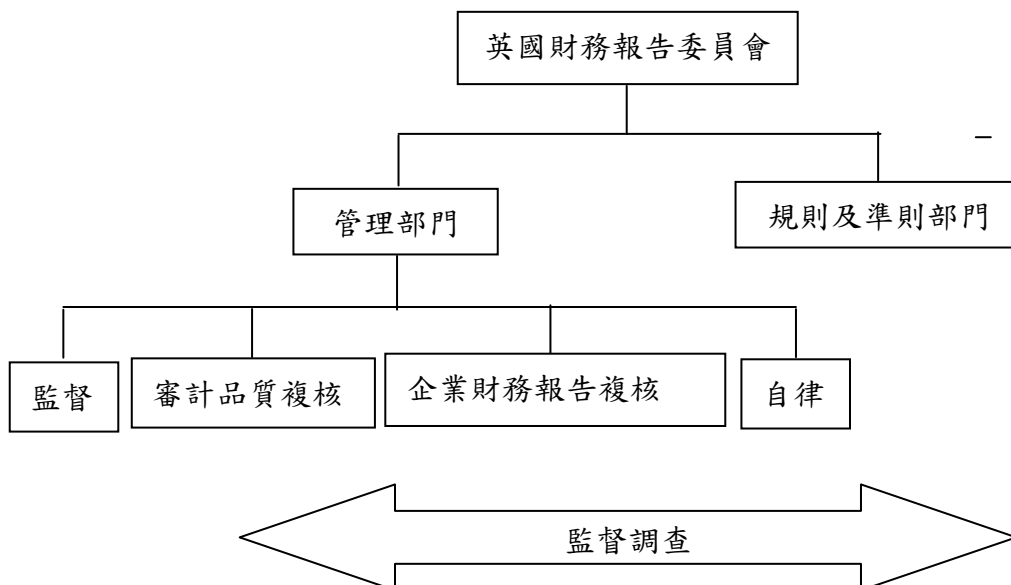 英國財務報告委員會
管理部門
規則及準則部門
監督
審計品質複核
企業財務報告複核
自律
監督調查